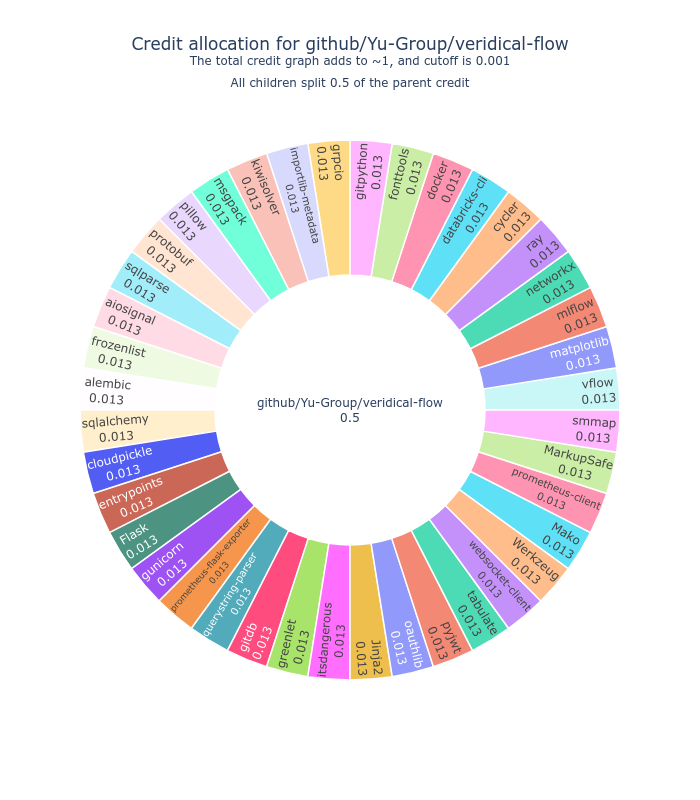 Credit allocation for github/Yu-Group/veridical-flow
The total credit graph adds to ~1, and cutoff is 0.001
All children split 0.5 of the parent credit
github/Yu-Group/veridical-flow
0.5
gitpython
0.013
fonttools
0.013
docker
0.013
databricks-cli
0.013
cycler
0.013
ray
0.013
networkx
0.013
mlflow
0.013
matplotlib
0.013
vflow
0.013
smmap
0.013
MarkupSafe
0.013
prometheus-client
0.013
Mako
0.013
Werkzeug
0.013
websocket-client
0.013
tabulate
0.013
pyjwt
0.013
oauthlib
0.013
Jinja2
0.013
itsdangerous
0.013
greenlet
0.013
gitdb
0.013
querystring-parser
0.013
prometheus-flask-exporter
0.013
gunicorn
0.013
Flask
0.013
entrypoints
0.013
cloudpickle
0.013
sqlalchemy
0.013
alembic
0.013
frozenlist
0.013
aiosignal
0.013
sqlparse
0.013
protobuf
0.013
pillow
0.013
msgpack
0.013
kiwisolver
0.013
importlib-metadata
0.013
grpcio
0.013